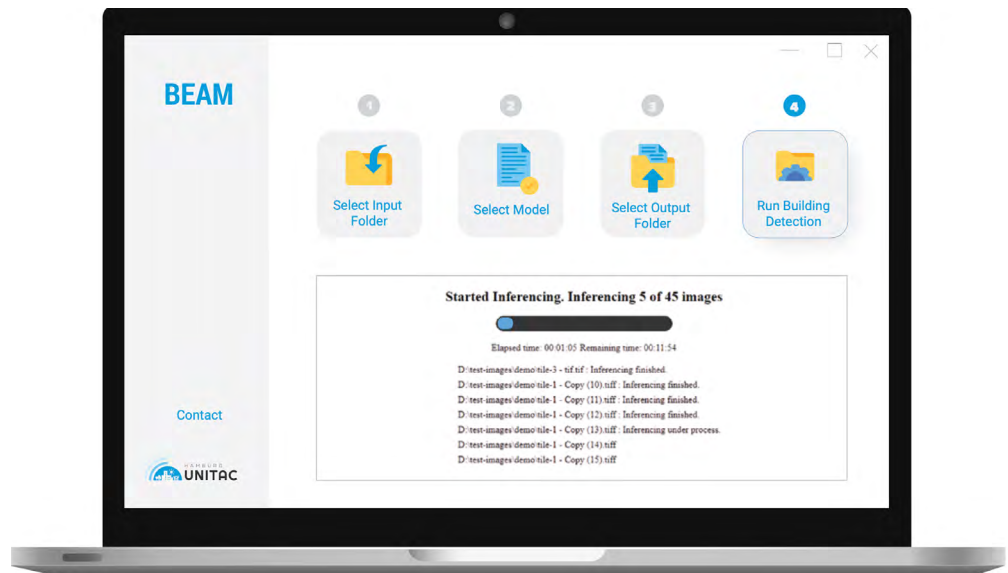 BEAM
1
2
3
4
Select Input
Folder
Select Model
Select Output
Folder
Run Building
Detection
Started Inferencing. Inferencing 5 of 45 images
Elapsed time: 00:01:05 Remaining time: 00:11:54
D:\test-images\demo\tile-3 - tif.tif : Inferencing finished.
D:\test-images\demo\tile-1 - Copy (10).tiff : Inferencing finished.
D:\test-images\demo\tile-1 - Copy (11).tiff : Inferencing finished.
D:\test-images\demo\tile-1 - Copy (12).tiff : Inferencing finished.
D:\test-images\demo\tile-1 - Copy (13).tiff : Inferencing under process.
D:\test-images\demo\tile-1 - Copy (14).tiff
D:\test-images\demo\tile-1 - Copy (15).tiff
Contact
HAMBURG
UNITAC